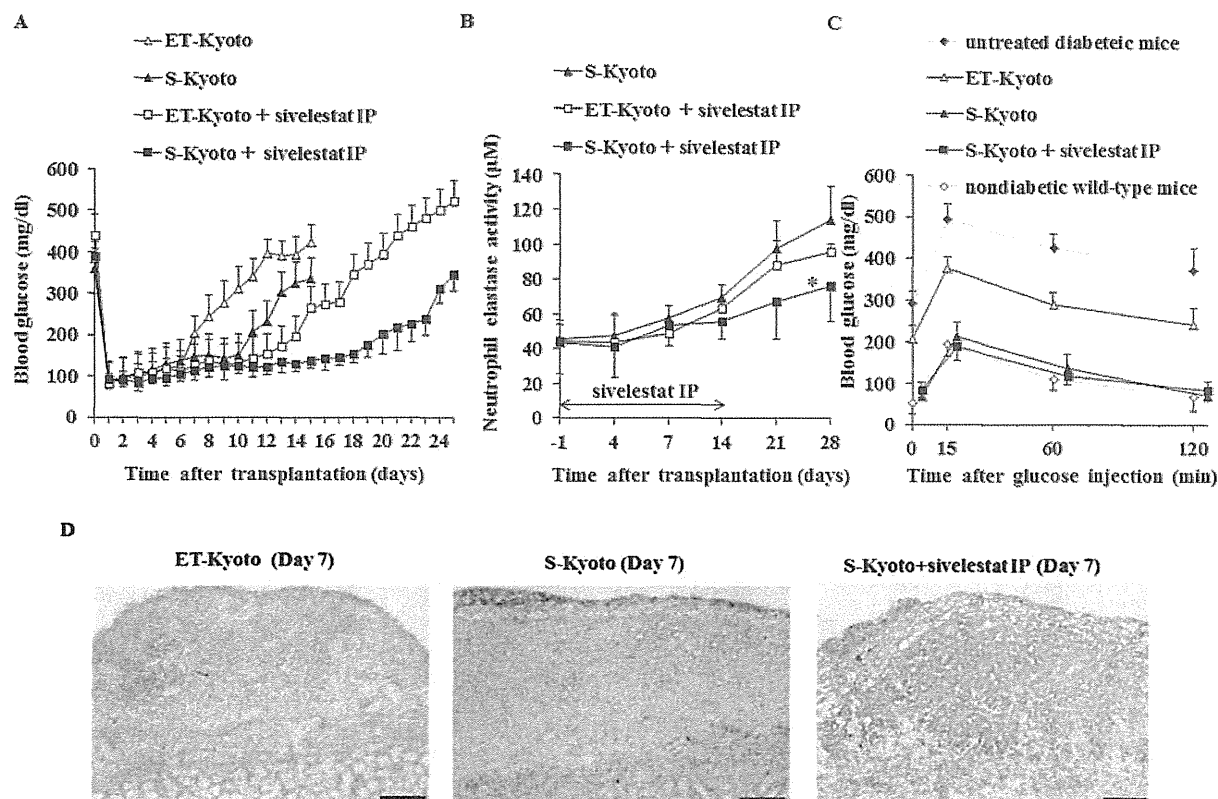 A
ET-Kyoto
S-Kyoto
ET-Kyoto + sivelestat IP
S-Kyoto + sivelestat IP
Blood glucose (mg/dl)
600
500
400
300
200
100
0
0 2 4 6 8 10 12 14 16 18 20 22 24
Time after transplantation (days)
B
S-Kyoto
ET-Kyoto + sivelestat IP
S-Kyoto + sivelestat IP
Neutrophil elastase activity (μM)
140
120
100
80
60
40
20
0
*
sivelestat IP
-1 4 7 14 21 28
Time after transplantation (days)
C
untreated diabeteic mice
ET-Kyoto
S-Kyoto
S-Kyoto + sivelestat IP
nondiabetic wild-type mice
Blood glucose (mg/dl)
600
500
400
300
200
100
0
0 15 60 120
Time after glucose injection (min)
D
ET-Kyoto (Day 7)
S-Kyoto (Day 7)
S-Kyoto+sivelestat IP (Day 7)